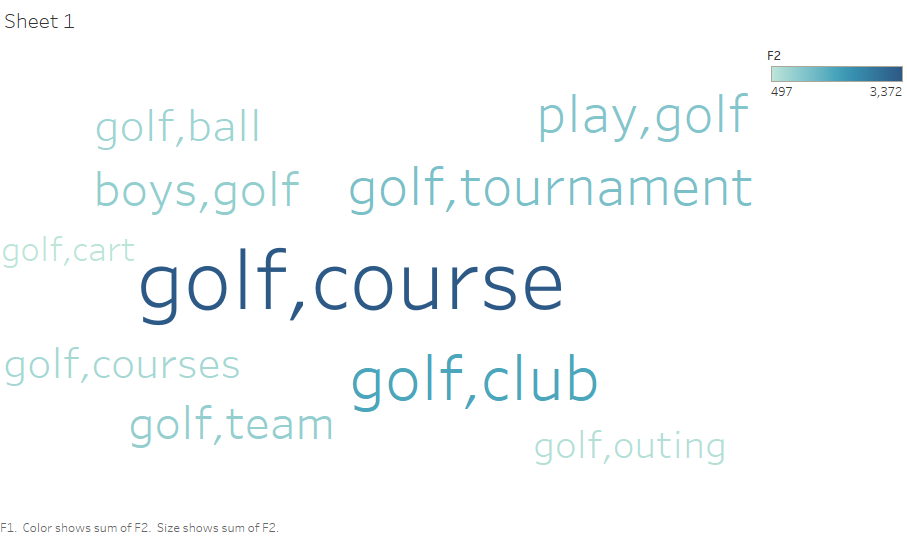 Sheet 1
F2
497 3,372
golf,ball
play,golf
boys,golf
golf,tournament
golf,cart
golf,course
golf,courses
golf,club
golf,team
golf,outing
F1.  Color shows sum of F2.  Size shows sum of F2.